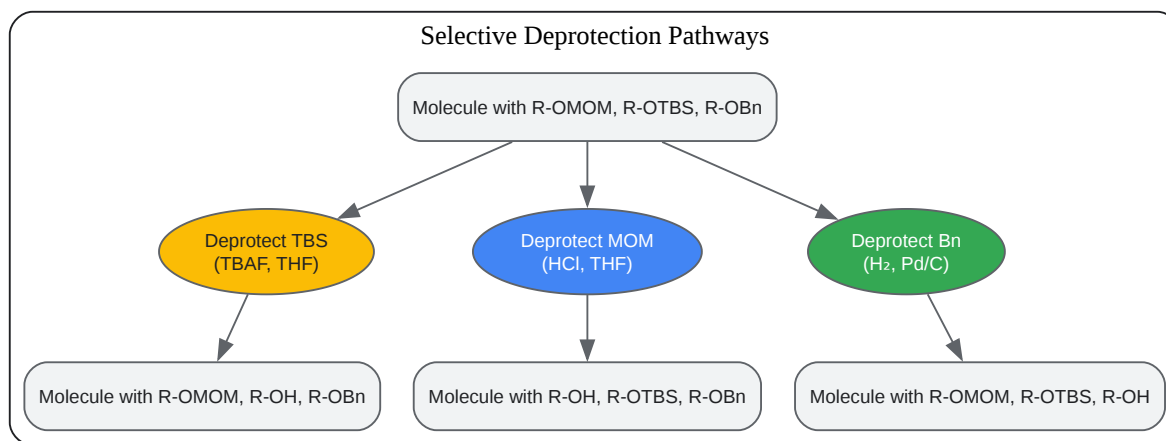 Selective Deprotection Pathways
Molecule with R-OMOM, R-OTBS, R-OBn
Deprotect TBS
(TBAF, THF)
Deprotect MOM
(HCl, THF)
Deprotect Bn
(H₂, Pd/C)
Molecule with R-OMOM, R-OH, R-OBn
Molecule with R-OH, R-OTBS, R-OBn
Molecule with R-OMOM, R-OTBS, R-OH